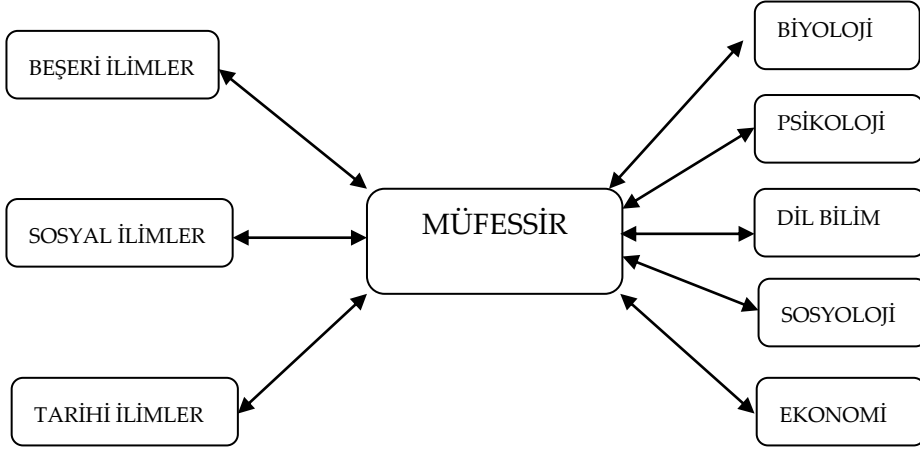 BEŞERİ İLİMLER
SOSYAL İLİMLER
TARİHİ İLİMLER
MÜFESSİR
BİYOLOJİ
PSİKOLOJİ
DİL BİLİM
SOSYOLOJİ
EKONOMİ